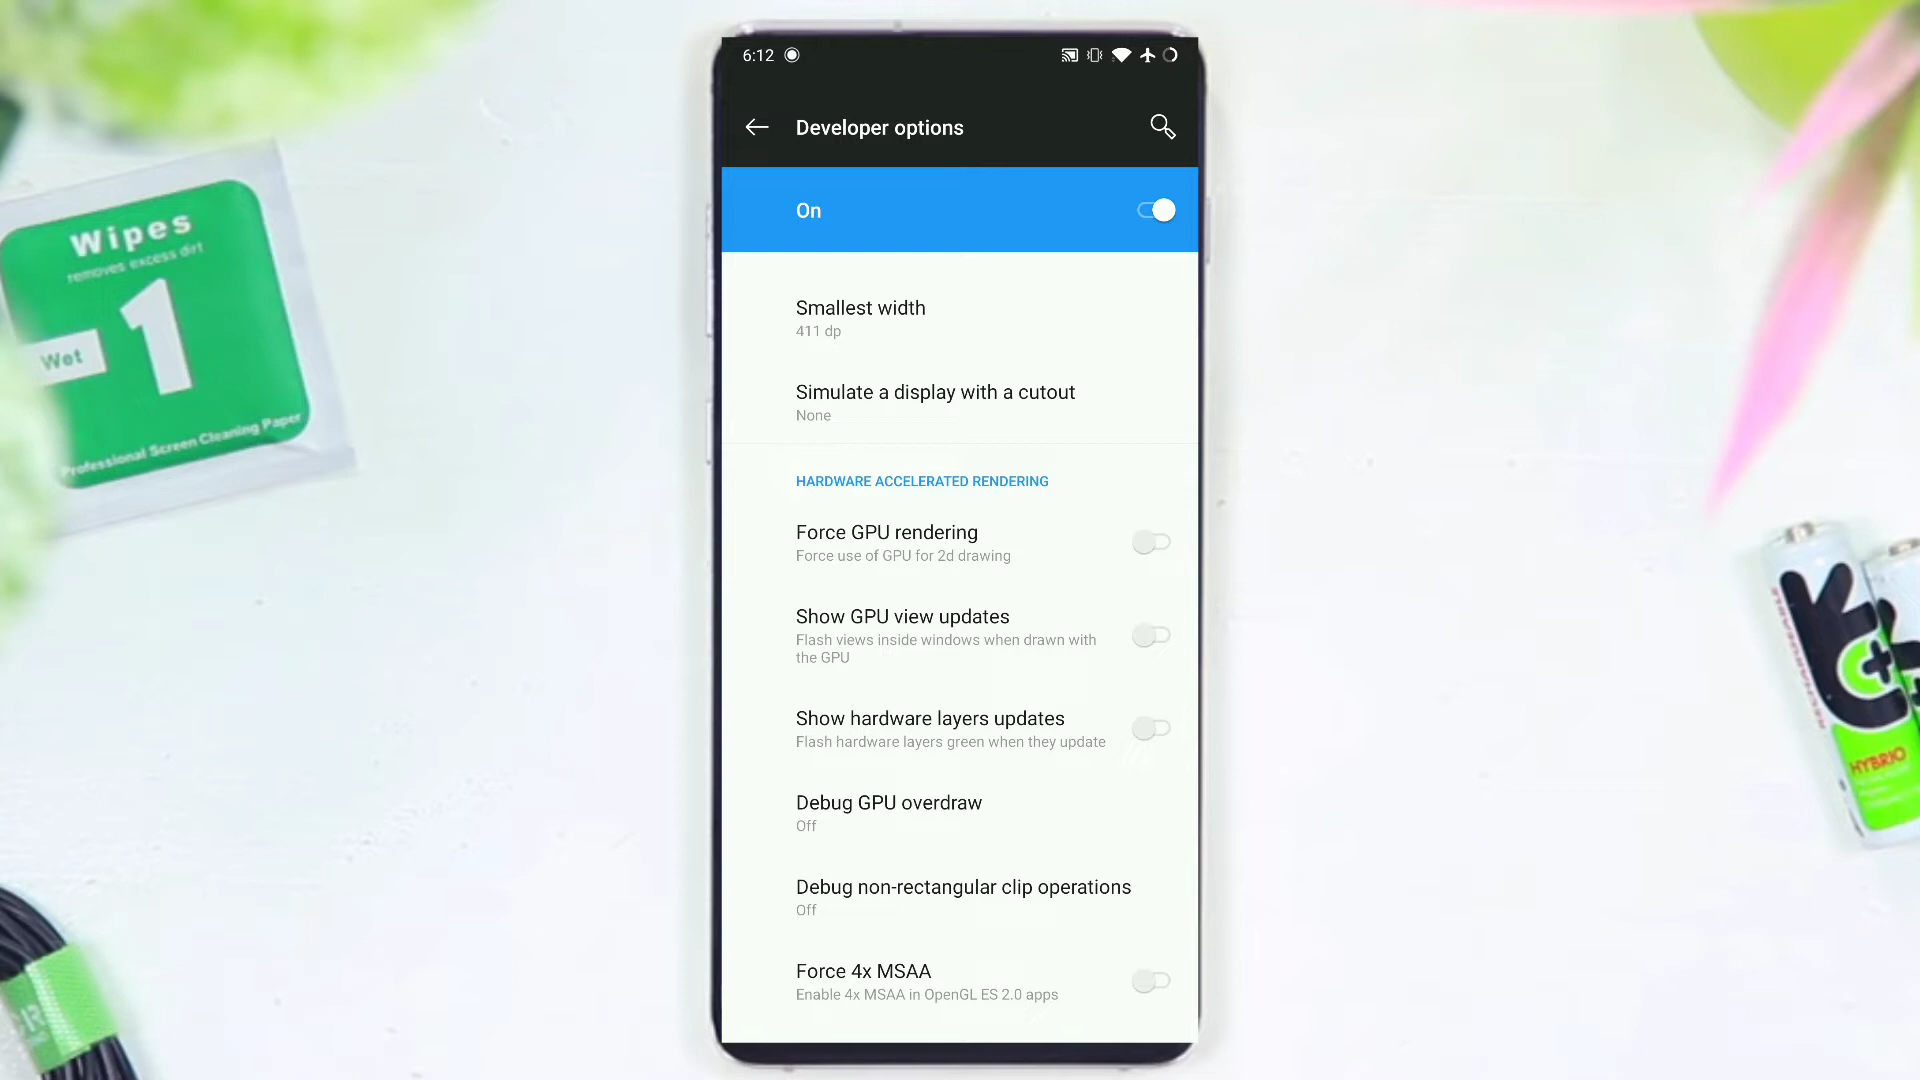 6:12
Developer options
On
Smallest width
411 dp
Simulate a display with a cutout
None
HARDWARE ACCELERATED RENDERING
Force GPU rendering
Force use of GPU for 2d drawing
Show GPU view updates
Flash views inside windows when drawn with
the GPU
Show hardware layers updates
Flash hardware layers green when they update
Debug GPU overdraw
Off
Debug non-rectangular clip operations
Off
Force 4x MSAA
Enable 4x MSAA in OpenGL ES 2.0 apps
Wipes
removes excess dirt
1
Wet
Professional Screen Cleaning Paper
HYBRIO